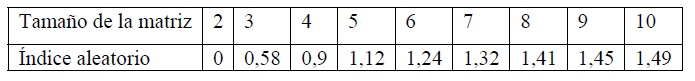 Tamaño de la matriz 2 3 4 5 6 7 8 9 10
Índice aleatorio 0 0,58 0,9 1,12 1,24 1,32 1,41 1,45 1,49